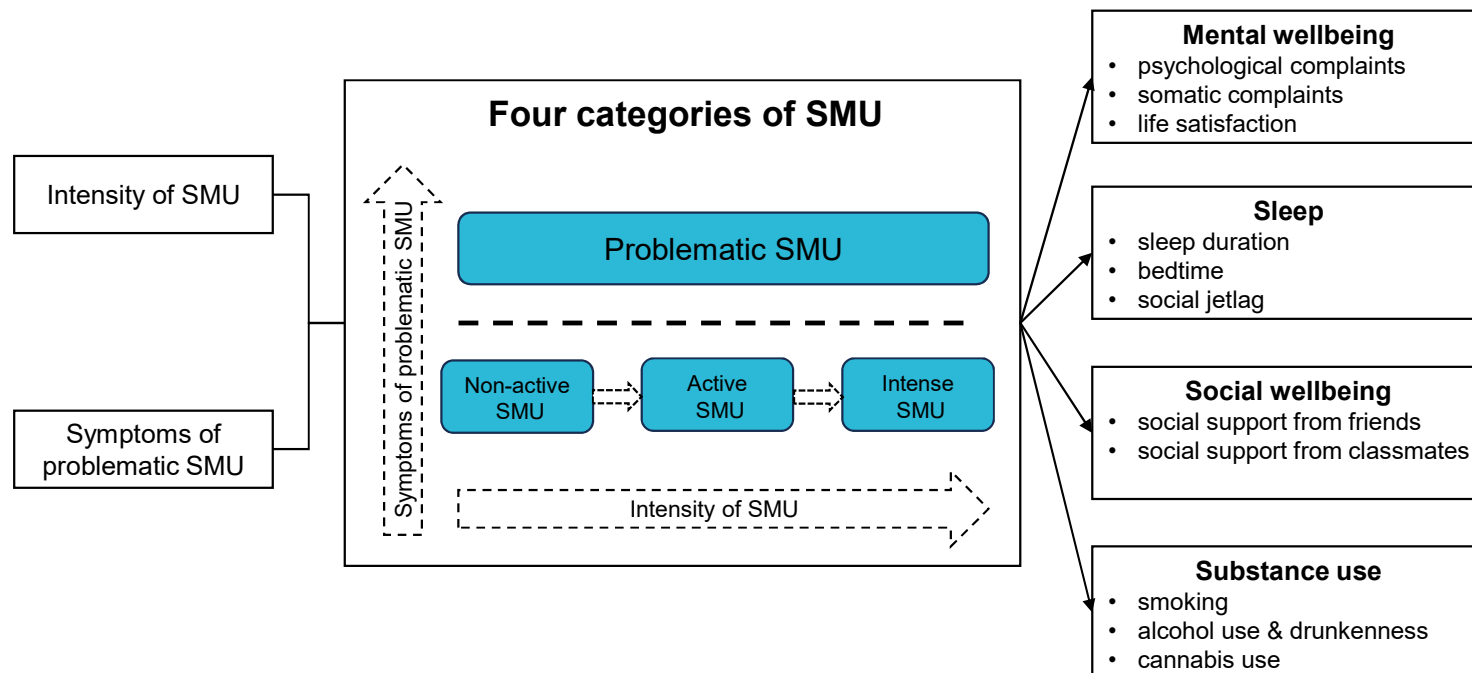 Intensity of SMU
Symptoms of
problematic SMU
Four categories of SMU
Symptoms of problematic SMU
Problematic SMU
Non-active
SMU
Active
SMU
Intense
SMU
Intensity of SMU
Mental wellbeing
• psychological complaints
• somatic complaints
• life satisfaction
Sleep
• sleep duration
• bedtime
• social jetlag
Social wellbeing
• social support from friends
• social support from classmates
Substance use
• smoking
• alcohol use & drunkenness
• cannabis use